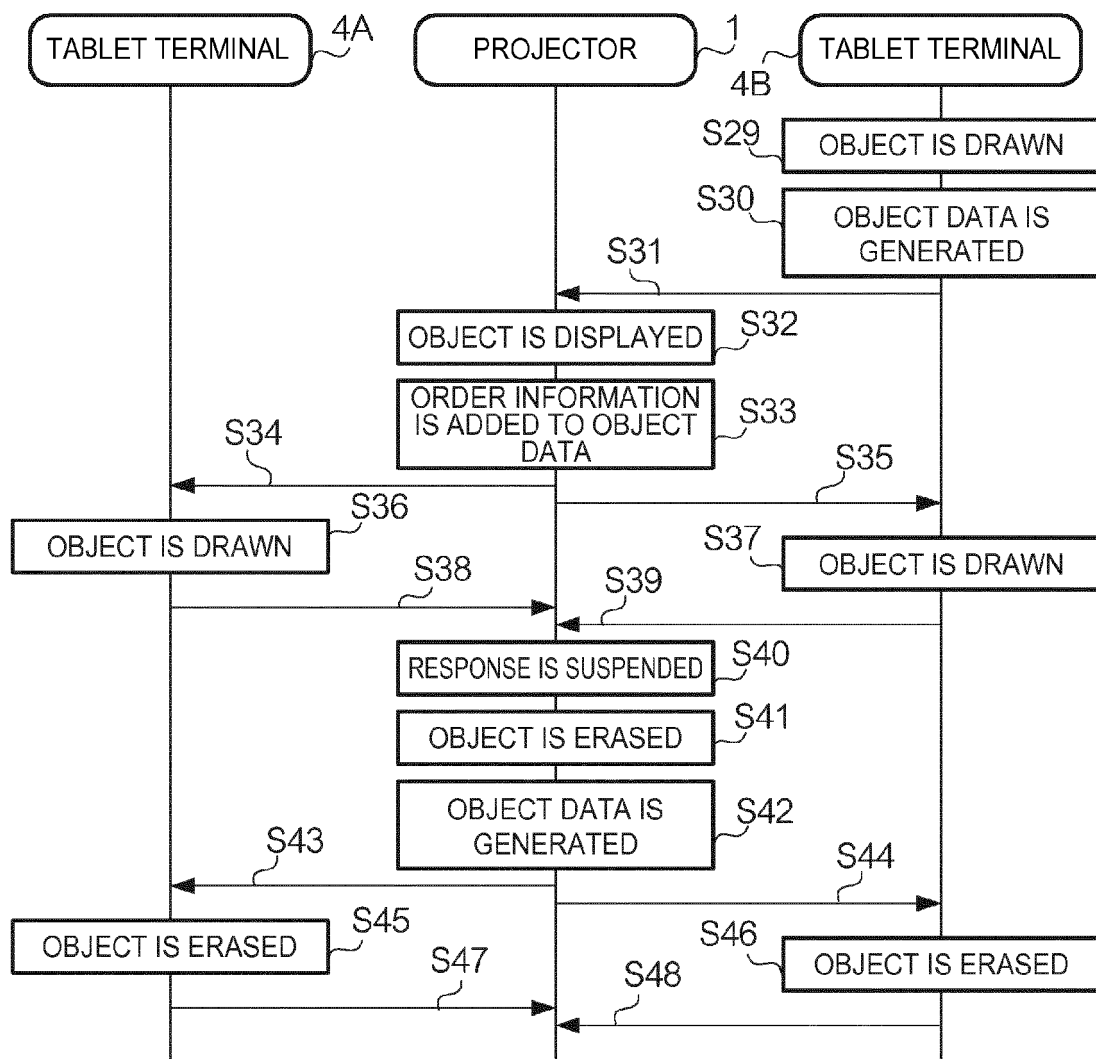 TABLET TERMINAL
4A
PROJECTOR
1
TABLET TERMINAL
4B
S29
OBJECT IS DRAWN
S30
OBJECT DATA IS
GENERATED
S31
OBJECT IS DISPLAYED
S32
ORDER INFORMATION
IS ADDED TO OBJECT
DATA
S33
S34
S35
S36
OBJECT IS DRAWN
S37
OBJECT IS DRAWN
S38
S39
RESPONSE IS SUSPENDED
S40
OBJECT IS ERASED
S41
OBJECT DATA IS
GENERATED
S42
S43
S44
OBJECT IS ERASED
S45
S46
OBJECT IS ERASED
S47
S48